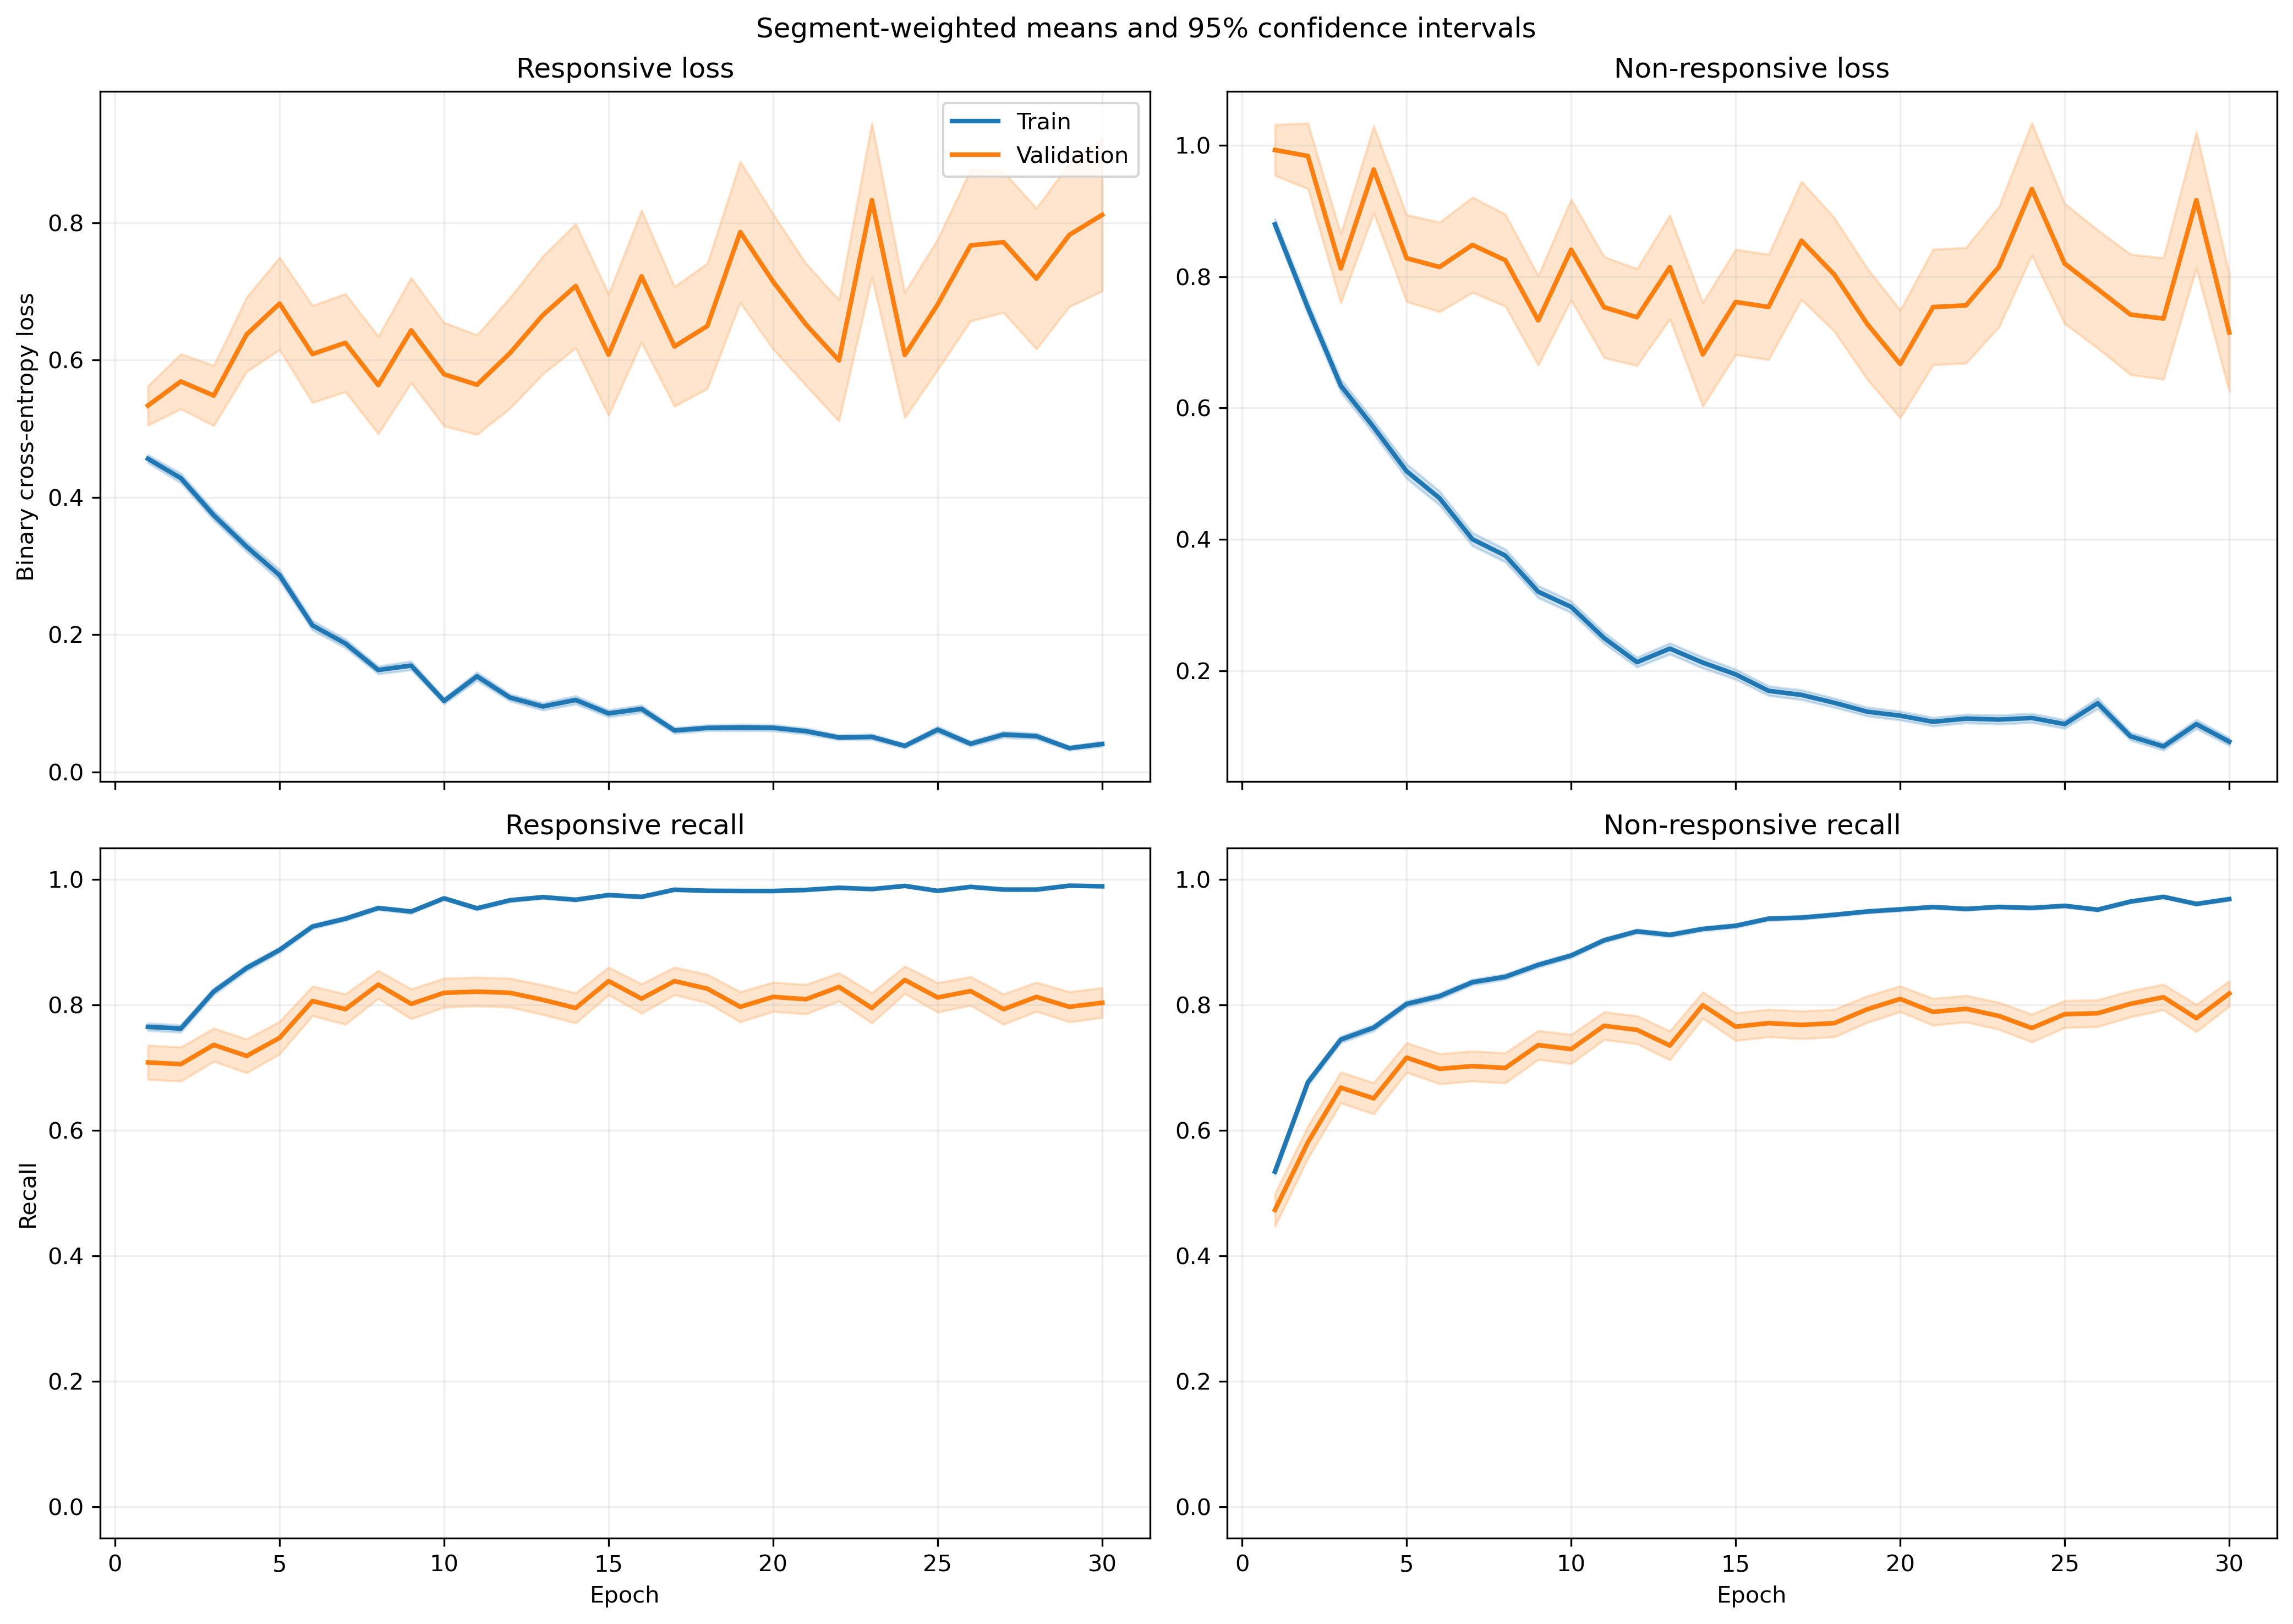 Segment-weighted means and 95% confidence intervals
Responsive loss
Non-responsive loss
Train
Validation
Binary cross-entropy loss
0.8
0.6
0.4
0.2
0.0
1.0
0.8
0.6
0.4
0.2
Responsive recall
Non-responsive recall
Recall
1.0
0.8
0.6
0.4
0.2
0.0
1.0
0.8
0.6
0.4
0.2
0.0
0 5 10 15 20 25 30
0 5 10 15 20 25 30
Epoch
Epoch